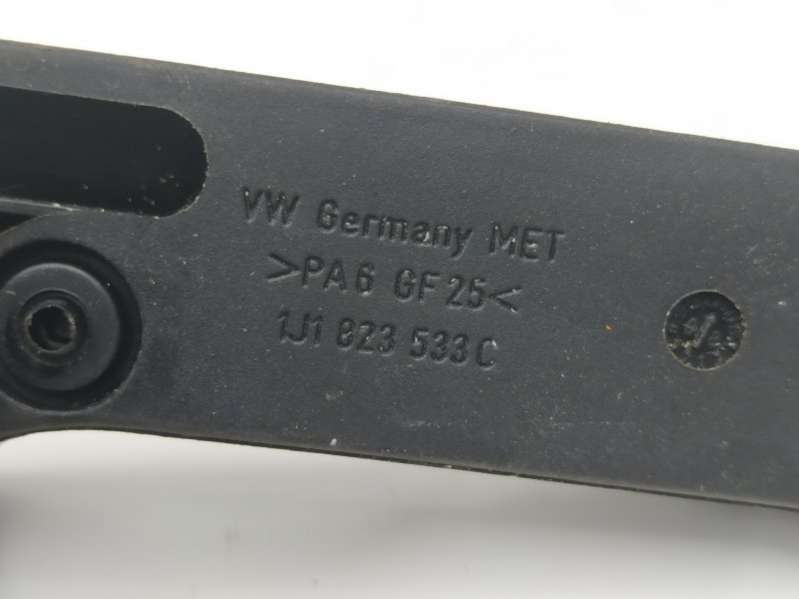 VW Germany MET
>PA6 GF25<
1J1 823 533 C